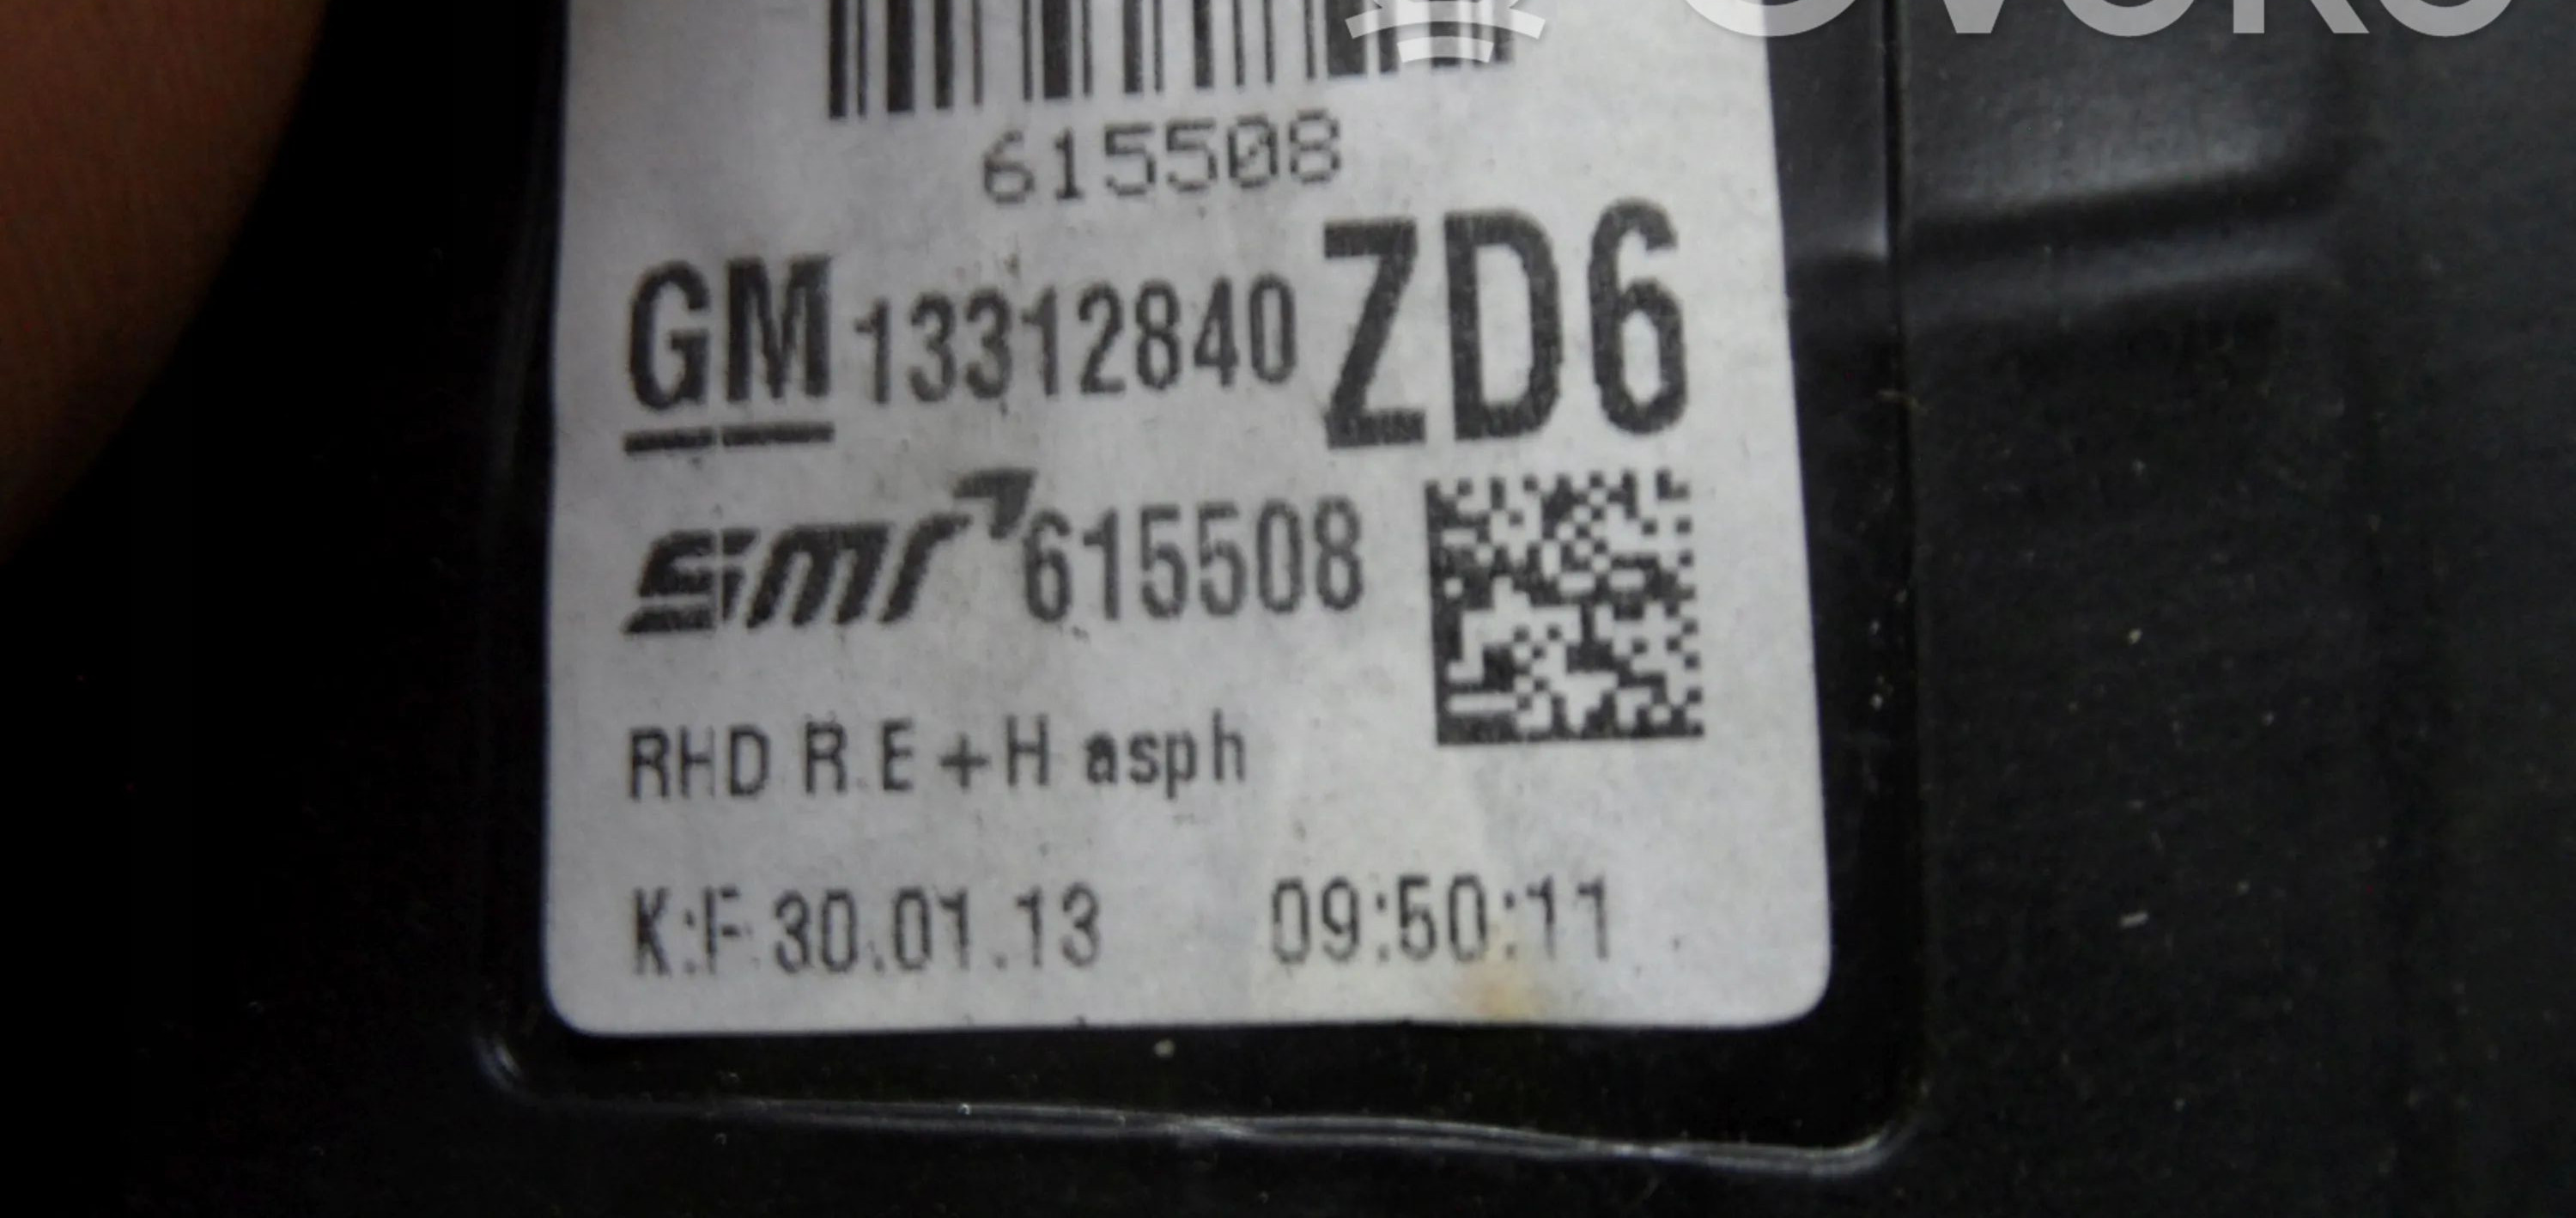 615508
GM 13312840 ZD6
smr 615508
RHD R E + H asph
K:F 30.01.13 09:50:11